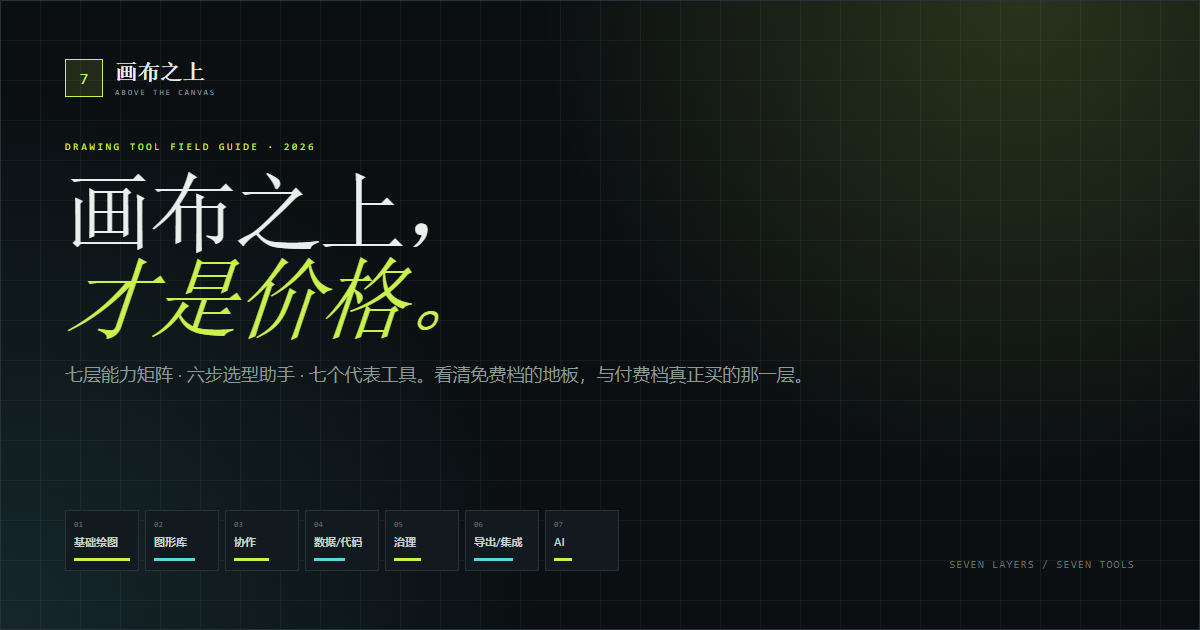 7
画布之上
ABOVE THE CANVAS
DRAWING TOOL FIELD GUIDE · 2026
画布之上，
才是价格。
七层能力矩阵 · 六步选型助手 · 七个代表工具。看清免费档的地板，与付费档真正买的那一层。
01
基础绘图
02
图形库
03
协作
04
数据/代码
05
治理
06
导出/集成
07
AI
SEVEN LAYERS / SEVEN TOOLS